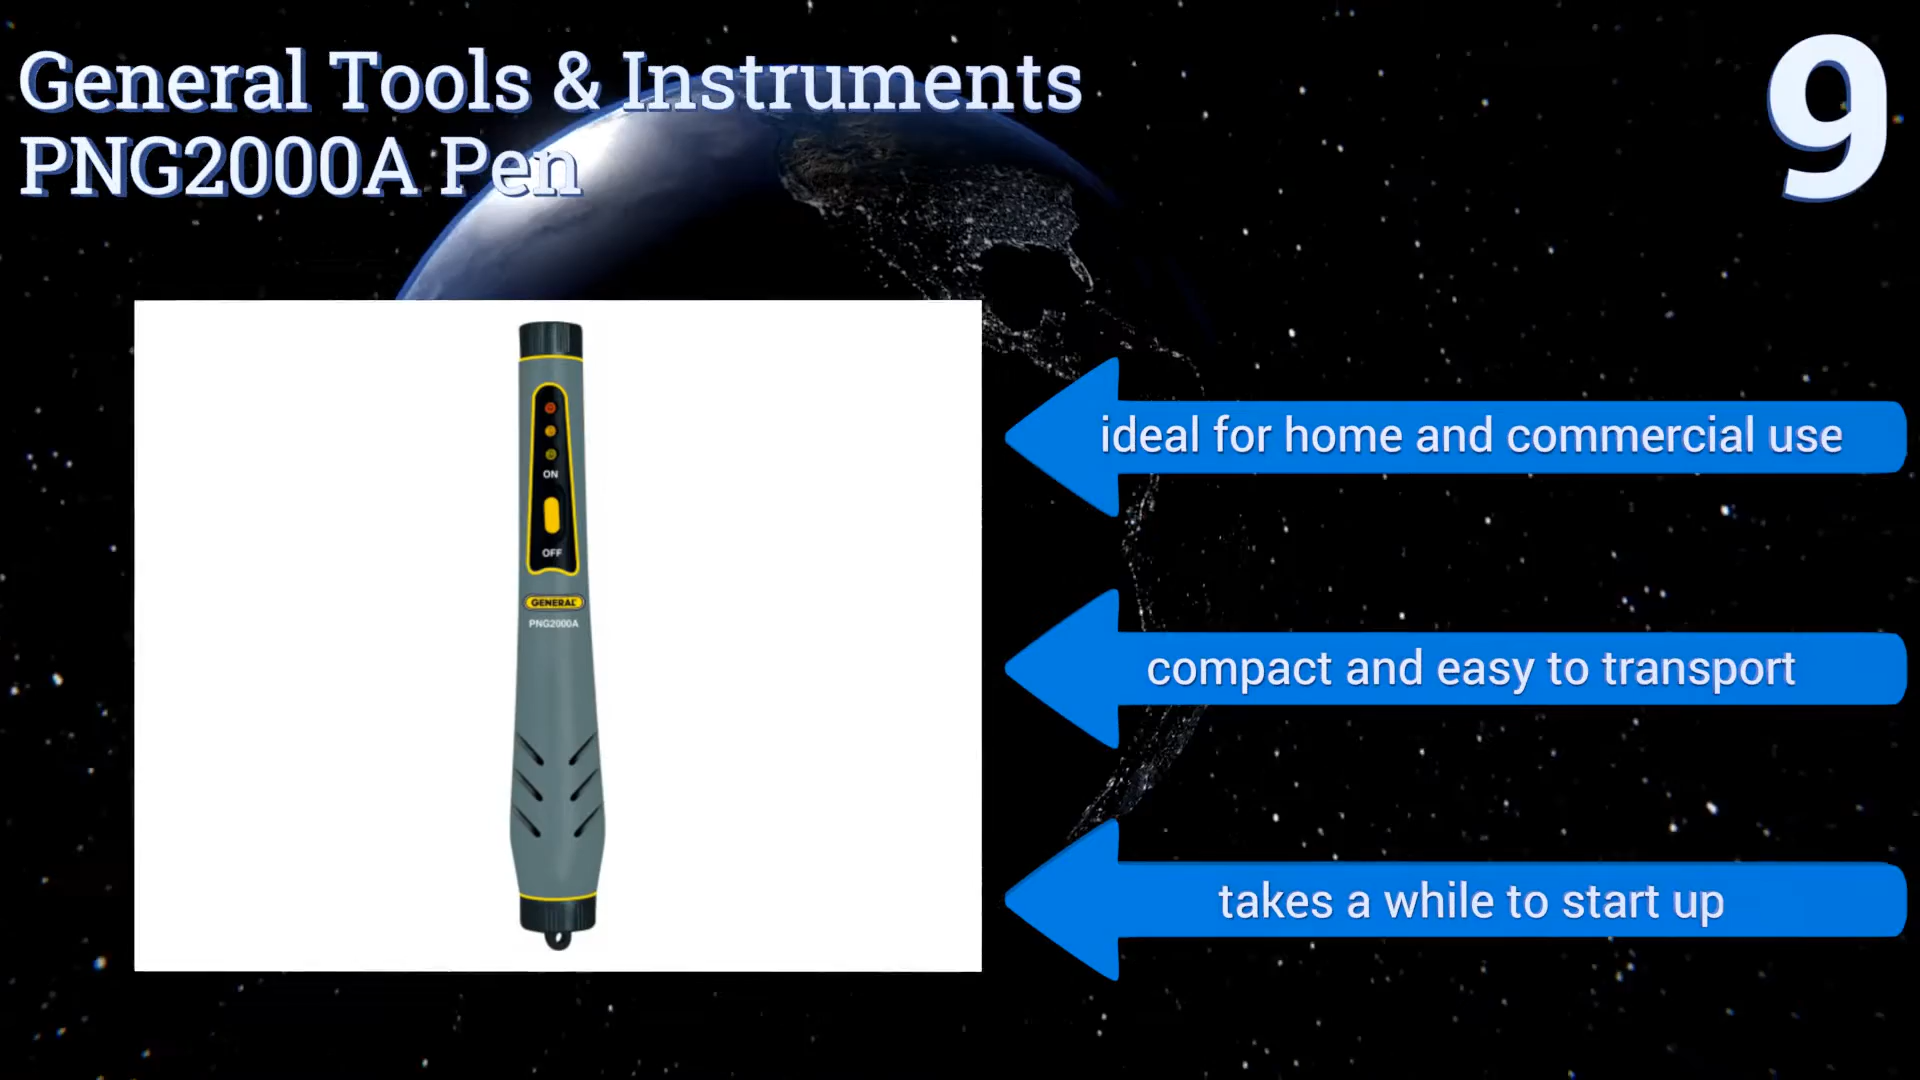 General Tools & Instruments
PNG2000A Pen
9
ON
OFF
GENERAL
PNG2000A
ideal for home and commercial use
compact and easy to transport
takes a while to start up